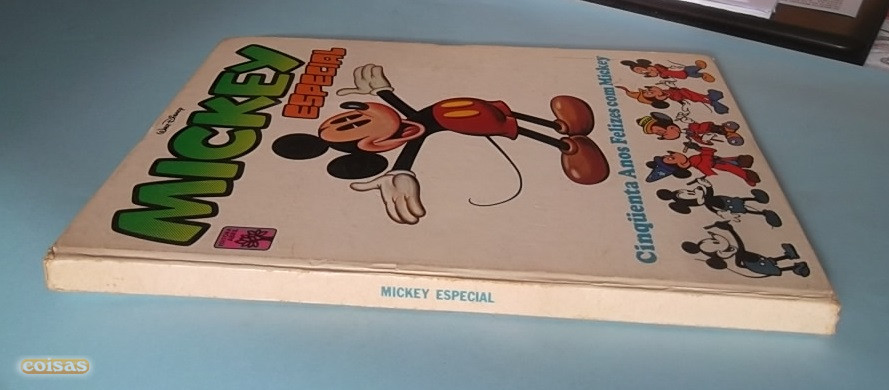 Walt Disney
MICKEY
ESPECIAL
Cinqüenta Anos Felizes com Mickey
MICKEY ESPECIAL
coisas